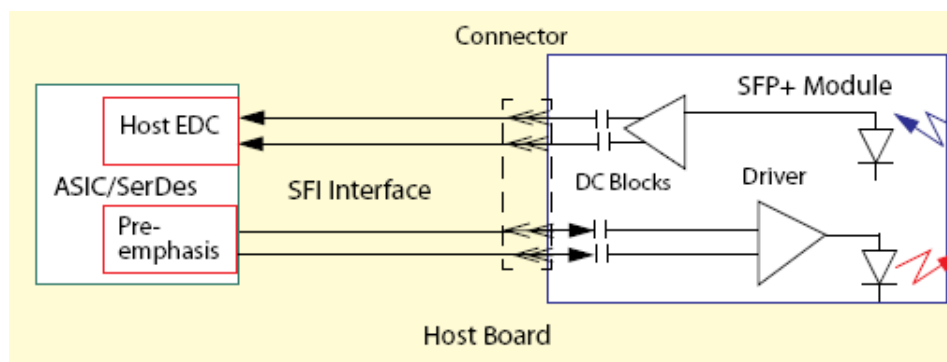 Connector
SFP+ Module
Host EDC
ASIC/SerDes
SFI Interface
DC Blocks
Driver
Pre-
emphasis
Host Board